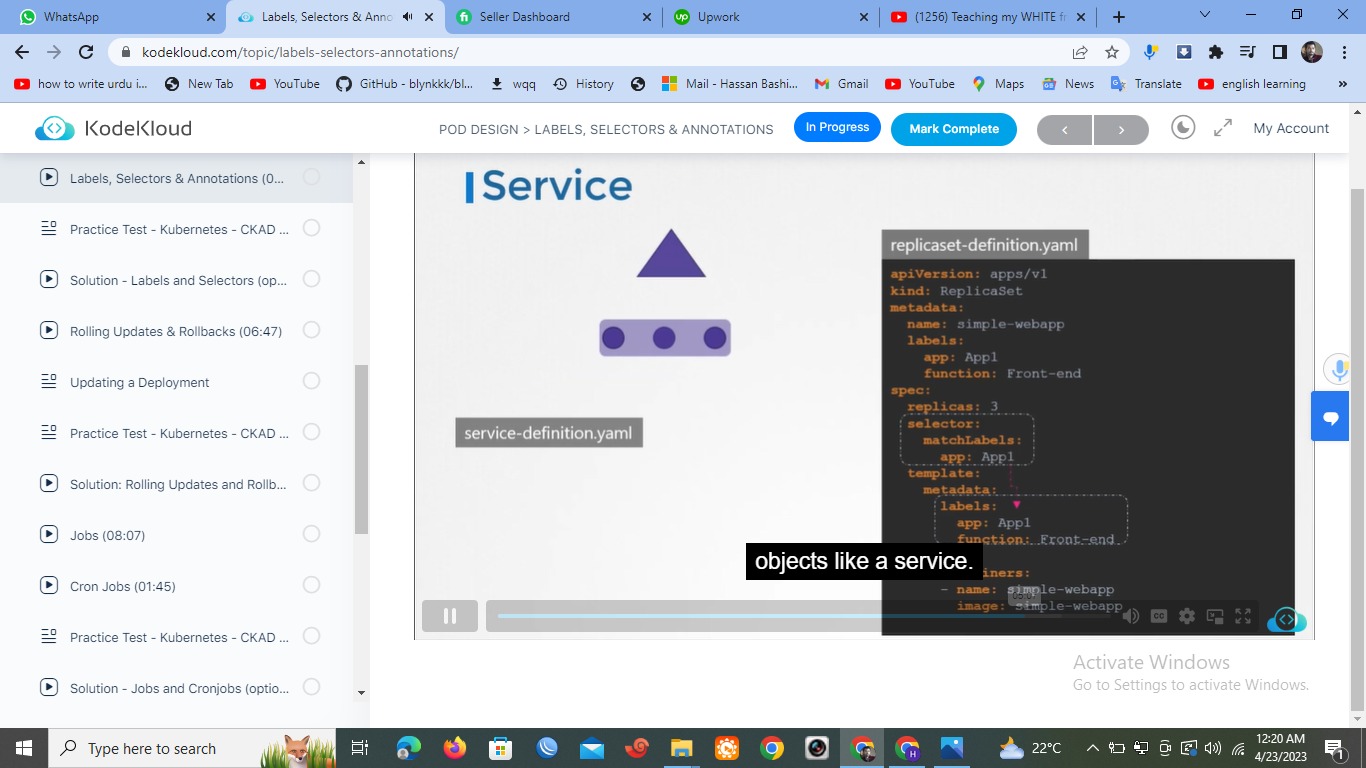 WhatsApp
Labels, Selectors & Anno
Seller Dashboard
Upwork
(1256) Teaching my WHITE fr
kodekloud.com/topic/labels-selectors-annotations/
how to write urdu i...
New Tab
YouTube
GitHub - blynkkk/bl...
wqq
History
Mail - Hassan Bashi...
Gmail
YouTube
Maps
News
Translate
english learning
»
KodeKloud
POD DESIGN > LABELS, SELECTORS & ANNOTATIONS
In Progress
Mark Complete
My Account
Labels, Selectors & Annotations (0...
Practice Test - Kubernetes - CKAD ...
Solution - Labels and Selectors (op...
Rolling Updates & Rollbacks (06:47)
Updating a Deployment
Practice Test - Kubernetes - CKAD ...
Solution: Rolling Updates and Rollb...
Jobs (08:07)
Cron Jobs (01:45)
Practice Test - Kubernetes - CKAD ...
Solution - Jobs and Cronjobs (optio...
Service
service-definition.yaml
replicaset-definition.yaml
apiVersion: apps/v1
kind: ReplicaSet
metadata:
name: simple-webapp
labels:
app: App1
function: Front-end
spec:
replicas: 3
selector:
matchLabels:
app: App1
template:
metadata:
labels:
app: App1
function: Front-end
iners:
- name: simple-webapp
image: simple-webapp
objects like a service.
CC
Activate Windows
Go to Settings to activate Windows.
Type here to search
22°C
12:20 AM
4/23/2023
1